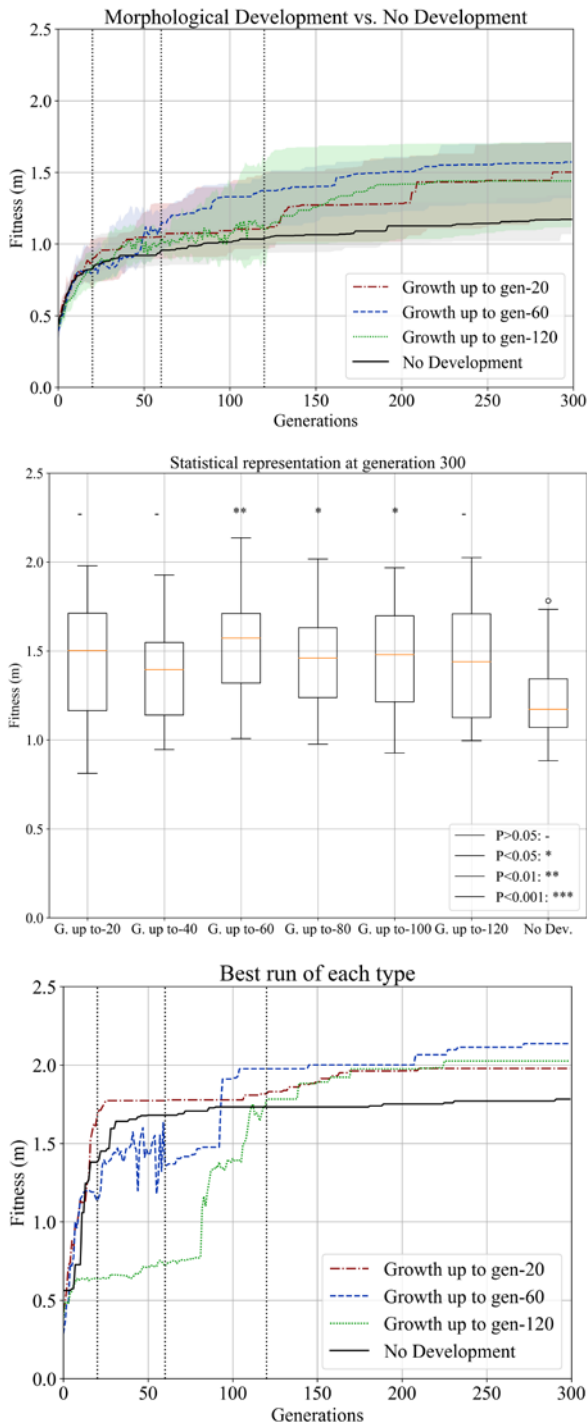 Morphological Development vs. No Development
2.5
2.0
1.5
1.0
0.5
0.0
Fitness (m)
Growth up to gen-20
Growth up to gen-60
Growth up to gen-120
No Development
0 50 100 150 200 250 300
Generations
Statistical representation at generation 300
2.5
2.0
1.5
1.0
0.5
0.0
Fitness (m)
- - ** * * -
P>0.05: -
P<0.05: *
P<0.01: **
P<0.001: ***
G. up to-20 G. up to-40 G. up to-60 G. up to-80 G. up to-100 G. up to-120 No Dev.
Best run of each type
2.5
2.0
1.5
1.0
0.5
0.0
Fitness (m)
Growth up to gen-20
Growth up to gen-60
Growth up to gen-120
No Development
0 50 100 150 200 250 300
Generations